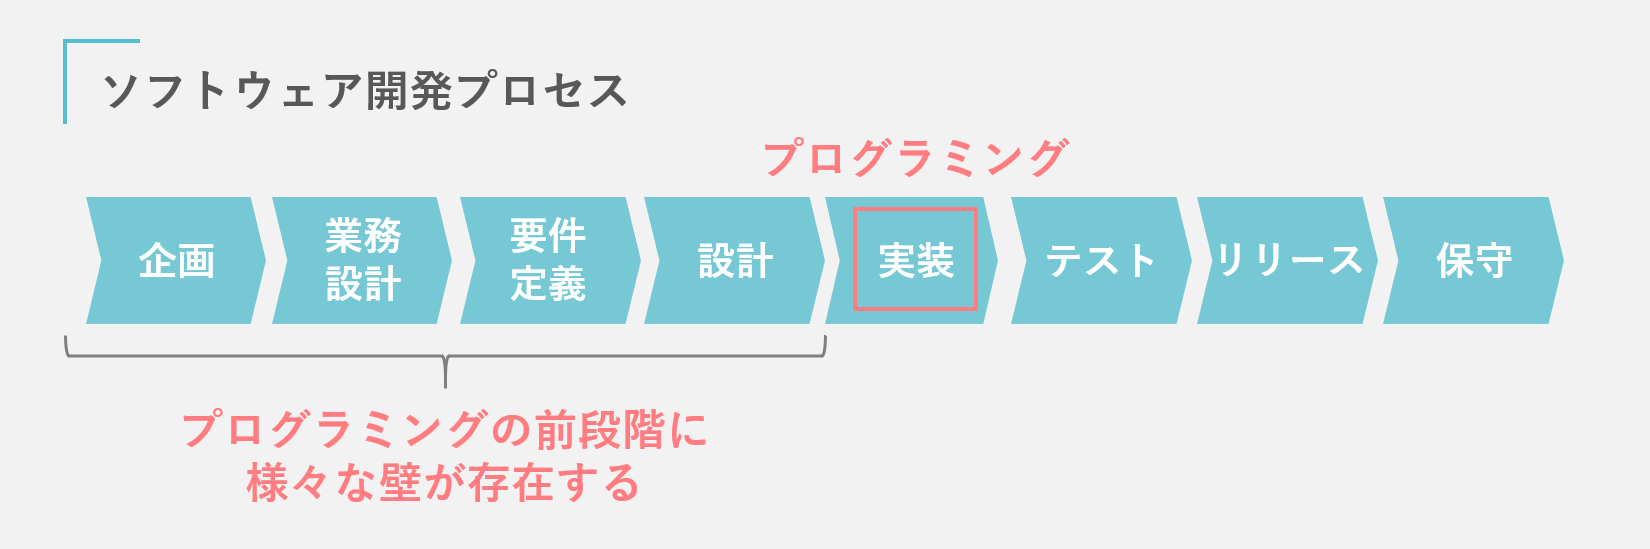 ソフトウェア開発プロセス
プログラミング
企画
業務
設計
要件
定義
設計
実装
テスト
リリース
保守
プログラミングの前段階に
様々な壁が存在する